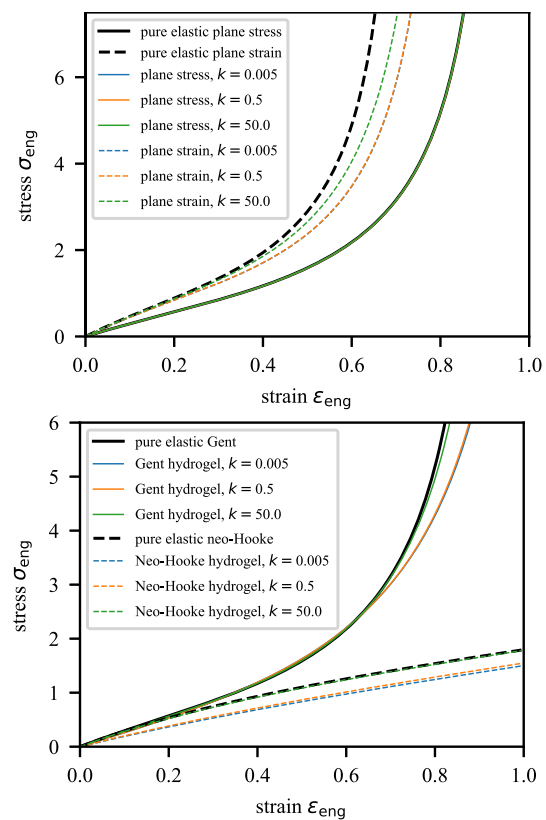 pure elastic plane stress
pure elastic plane strain
plane stress, k = 0.005
plane stress, k = 0.5
plane stress, k = 50.0
plane strain, k = 0.005
plane strain, k = 0.5
plane strain, k = 50.0
6
4
2
0
stress σeng
0.0 0.2 0.4 0.6 0.8 1.0
strain εeng
pure elastic Gent
Gent hydrogel, k = 0.005
Gent hydrogel, k = 0.5
Gent hydrogel, k = 50.0
pure elastic neo-Hooke
Neo-Hooke hydrogel, k = 0.005
Neo-Hooke hydrogel, k = 0.5
Neo-Hooke hydrogel, k = 50.0
6
5
4
3
2
1
0
stress σeng
0.0 0.2 0.4 0.6 0.8 1.0
strain εeng